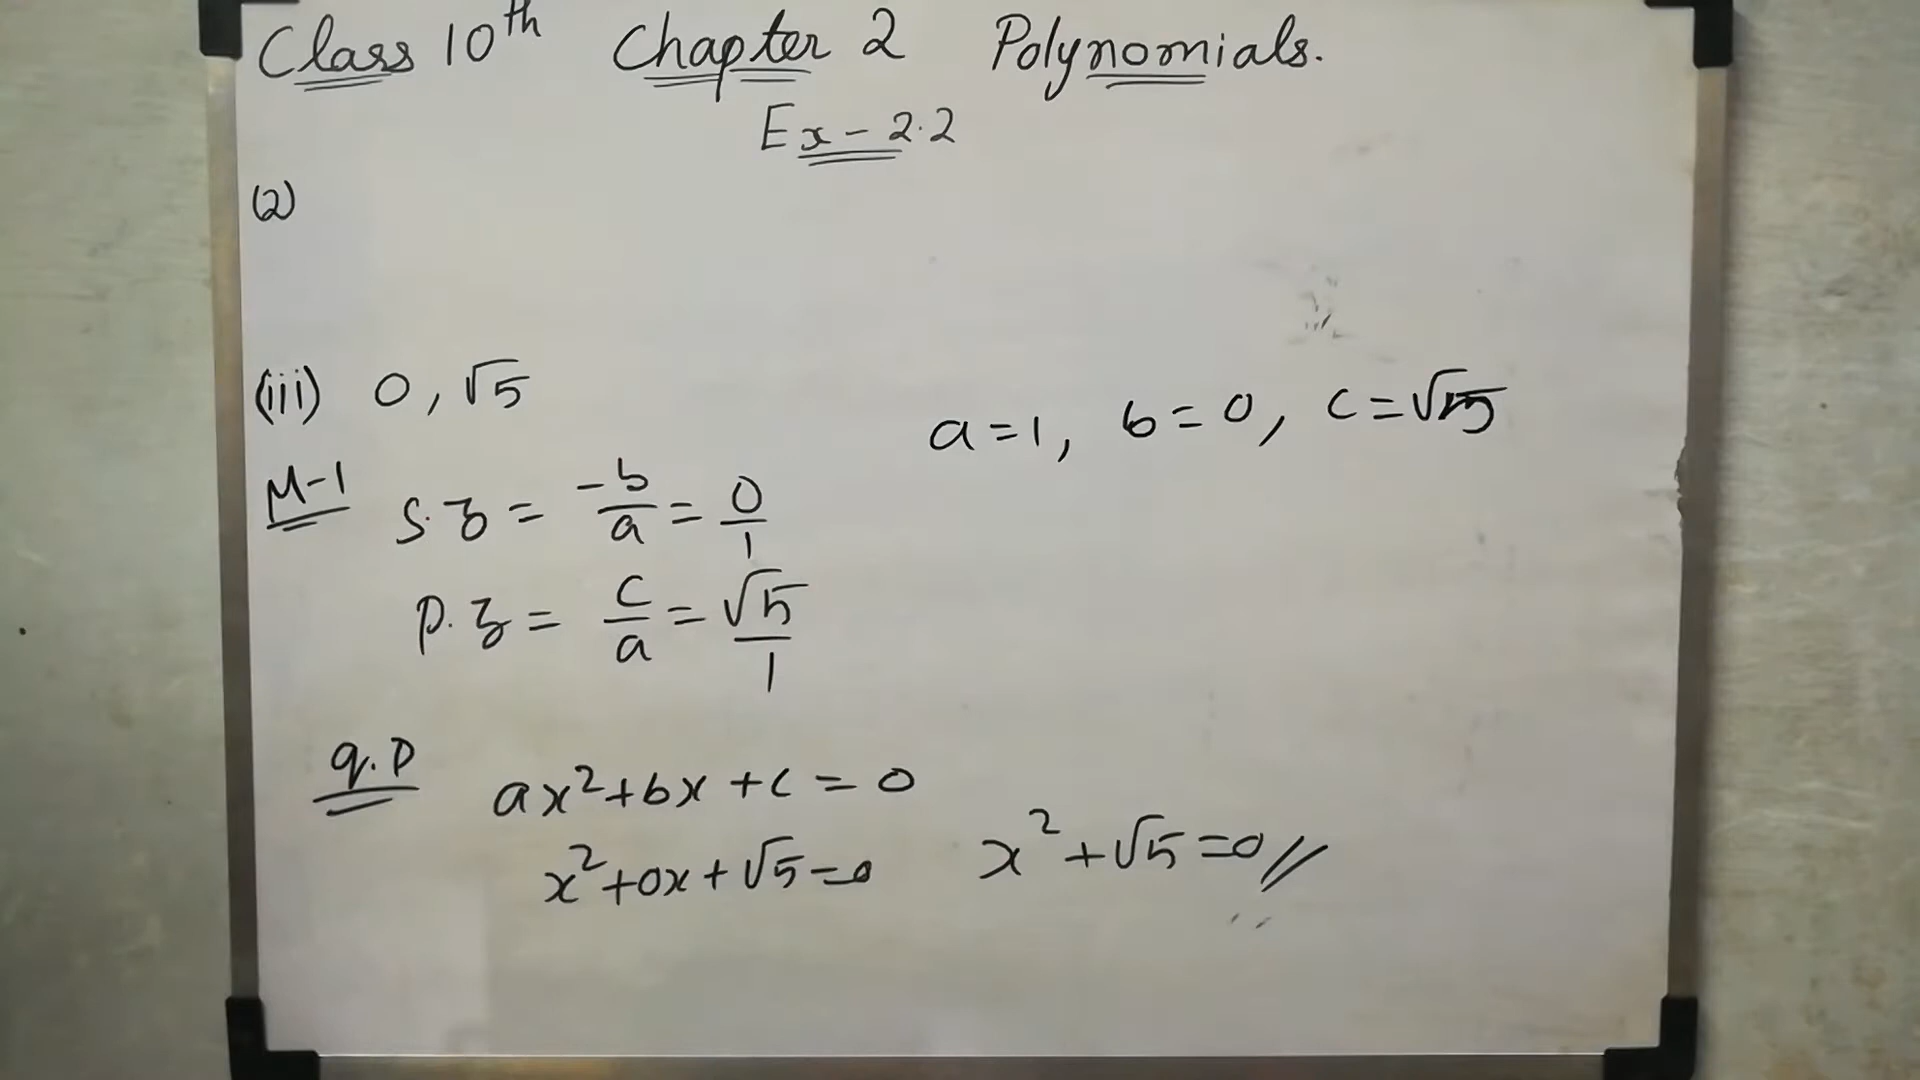 Class 10th Chapter 2 Polynomials.
Ex - 2.2
(2)
(iii) 0, √5
a=1, b=0, c=√5
M-1
S.z = -b/a = 0/1
P.z = c/a = √5/1
q.p
ax²+bx+c=0
x²+0x+√5=0
x²+√5=0//